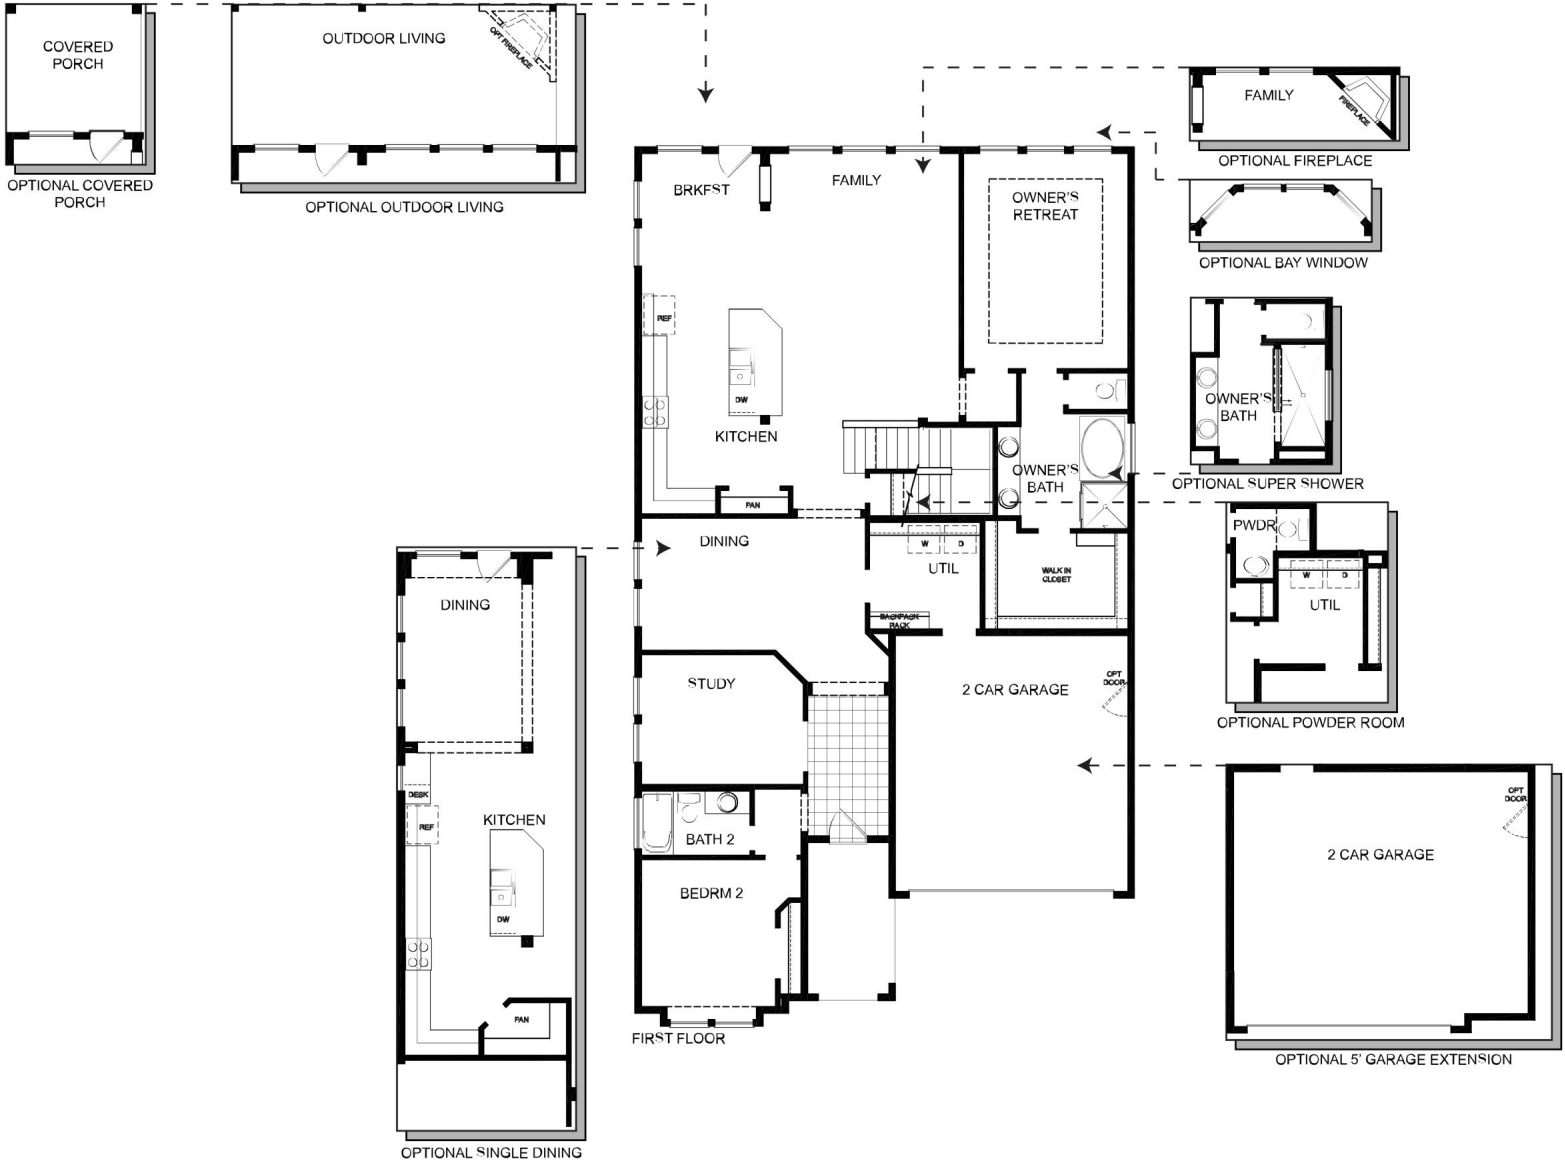 COVERED
PORCH
OPTIONAL COVERED
PORCH
OUTDOOR LIVING
OPT FIREPLACE
OPTIONAL OUTDOOR LIVING
FAMILY
FIREPLACE
OPTIONAL FIREPLACE
OPTIONAL BAY WINDOW
OWNER'S
BATH
OPTIONAL SUPER SHOWER
PWDR
W
D
UTIL
OPTIONAL POWDER ROOM
OPT
DOOR
2 CAR GARAGE
OPTIONAL 5' GARAGE EXTENSION
BRKFST
FAMILY
OWNER'S
RETREAT
REF
DW
KITCHEN
PAN
OWNER'S
BATH
DINING
W
D
UTIL
WALK IN
CLOSET
BACKPACK
RACK
STUDY
2 CAR GARAGE
OPT
DOOR
BATH 2
BEDRM 2
FIRST FLOOR
DINING
DESK
REF
KITCHEN
DW
PAN
OPTIONAL SINGLE DINING